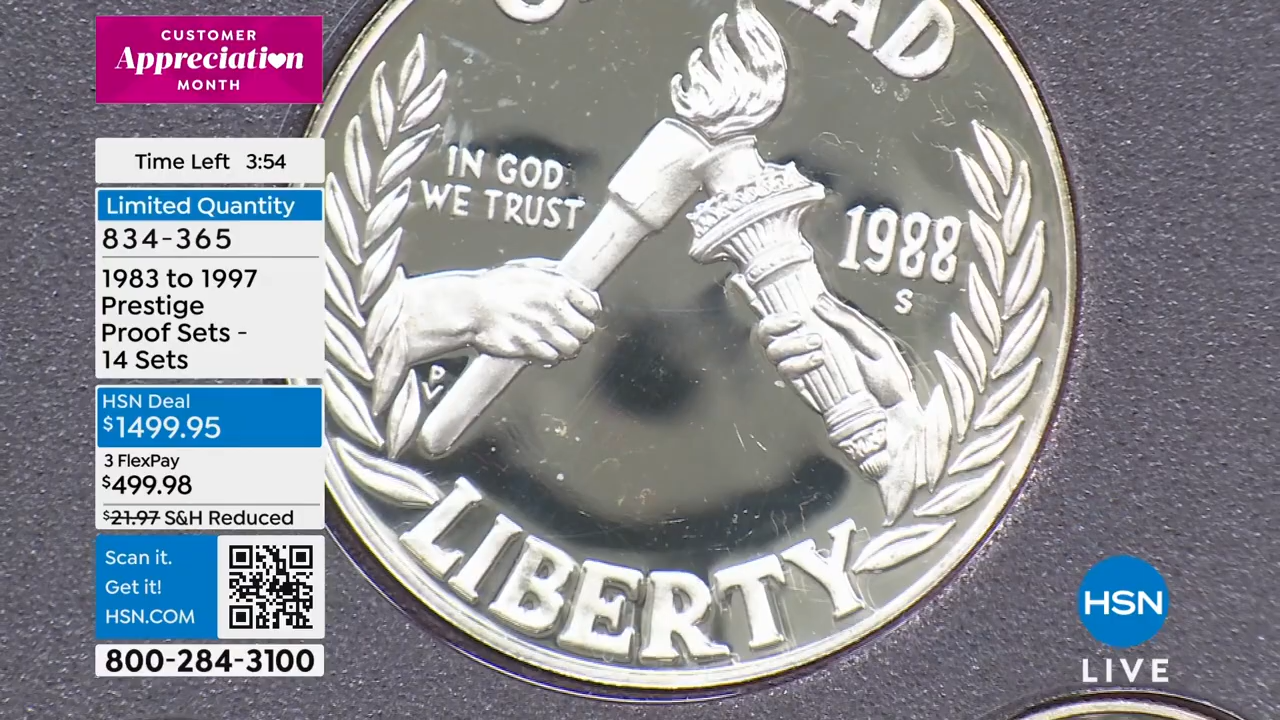 CUSTOMER
Appreciation
MONTH
Time Left 3:54
Limited Quantity
834-365
1983 to 1997
Prestige
Proof Sets -
14 Sets
HSN Deal
$1499.95
3 FlexPay
$499.98
$21.97 S&H Reduced
Scan it.
Get it!
HSN.COM
800-284-3100
IN GOD
WE TRUST
1988
S
DV
LIBERTY
HSN
LIVE